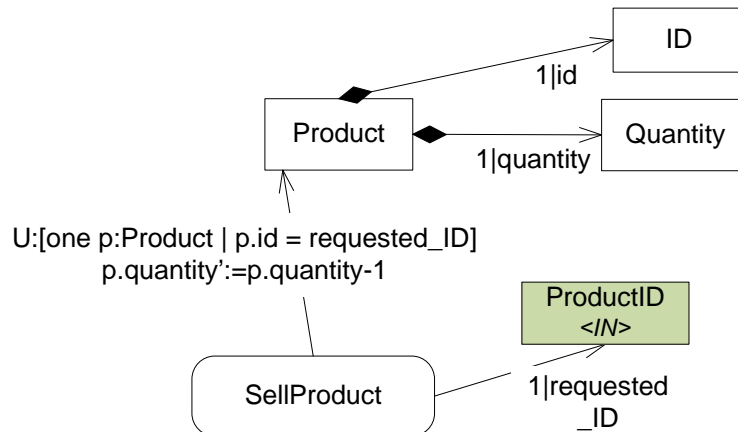 ID
1|id
Product
Quantity
1|quantity
U:[one p:Product | p.id = requested_ID]
p.quantity’:=p.quantity-1
ProductID
<IN>
SellProduct
1|requested
_ID